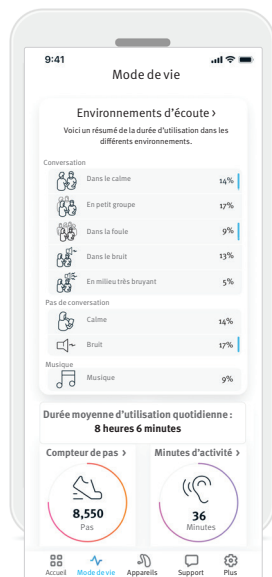 9:41
Mode de vie
Environnements d'écoute >
Voici un résumé de la durée d'utilisation dans les
différents environnements.
Conversation
Dans le calme 14%
En petit groupe 17%
Dans la foule 9%
Dans le bruit 13%
En milieu très bruyant 5%
Pas de conversation
Calme 14%
Bruit 17%
Musique
Musique 9%
Durée moyenne d'utilisation quotidienne :
8 heures 6 minutes
Compteur de pas > Minutes d'activité >
8,550 36
Pas Minutes
Accueil Mode de vie Appareils Support Plus